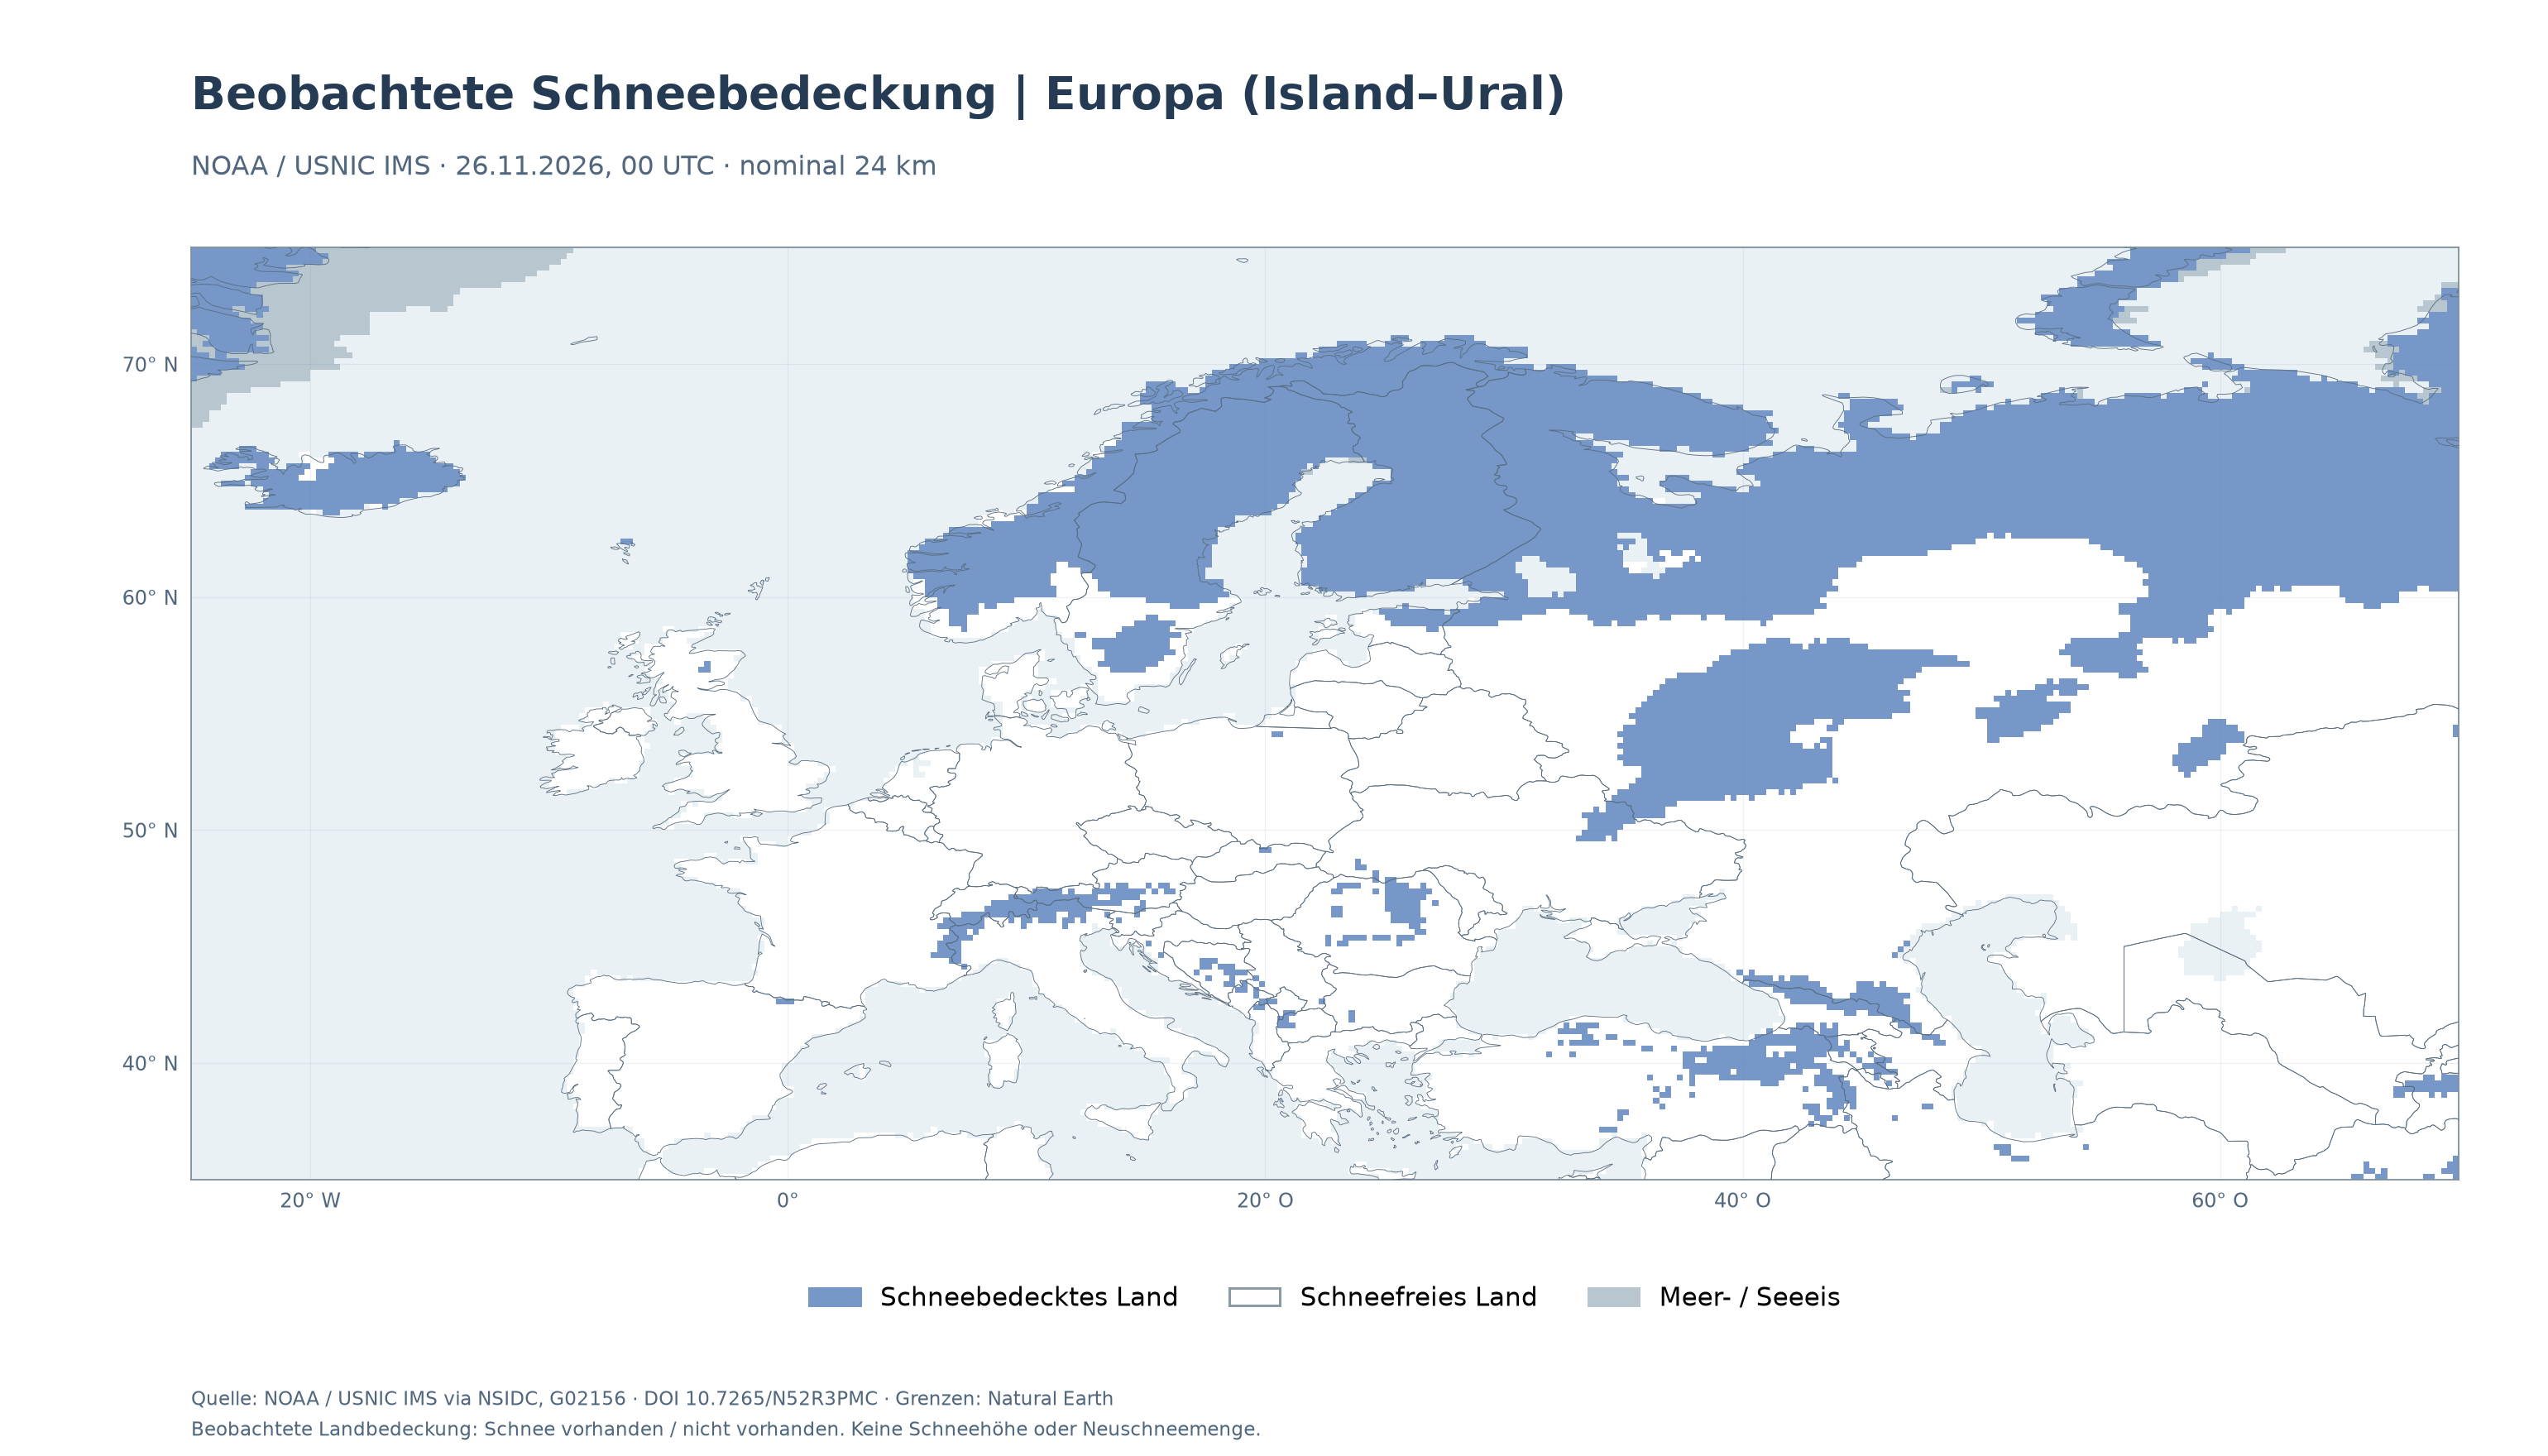 Beobachtete Schneebedeckung | Europa (Island–Ural)
NOAA / USNIC IMS · 26.11.2026, 00 UTC · nominal 24 km
70° N
60° N
50° N
40° N
20° W
0°
20° O
40° O
60° O
Schneebedecktes Land
Schneefreies Land
Meer- / Seeeis
Quelle: NOAA / USNIC IMS via NSIDC, G02156 · DOI 10.7265/N52R3PMC · Grenzen: Natural Earth
Beobachtete Landbedeckung: Schnee vorhanden / nicht vorhanden. Keine Schneehöhe oder Neuschneemenge.